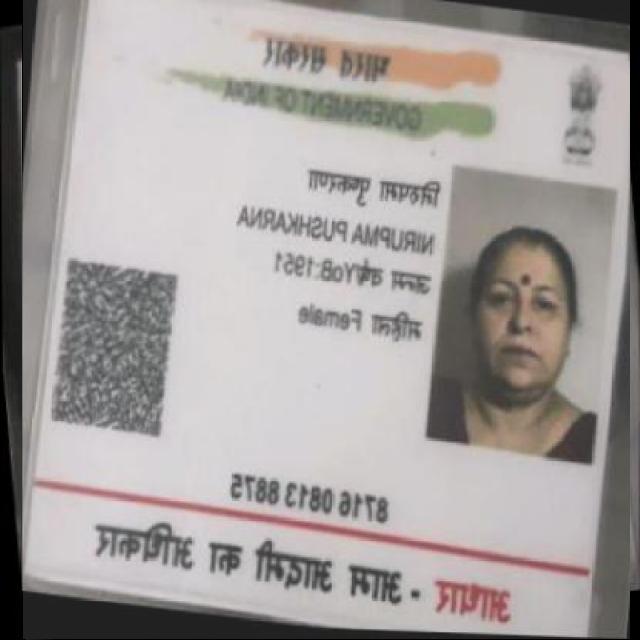 भारत सरकार
GOVERNMENT OF INDIA
निरुपमा पुष्करणा
NIRUPMA PUSHKARNA
जन्म वर्ष YoB:1951
महिला Female
8716 0813 8875
आधार - आम आदमी का अधिकार